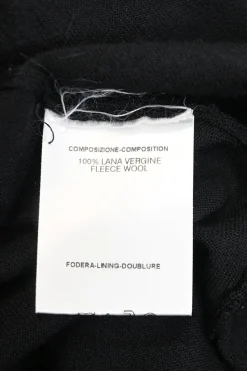 COMPOSIZIONE-COMPOSITION
100% LANA VERGINE
FLEECE WOOL
FODERA-LINING-DOUBLURE